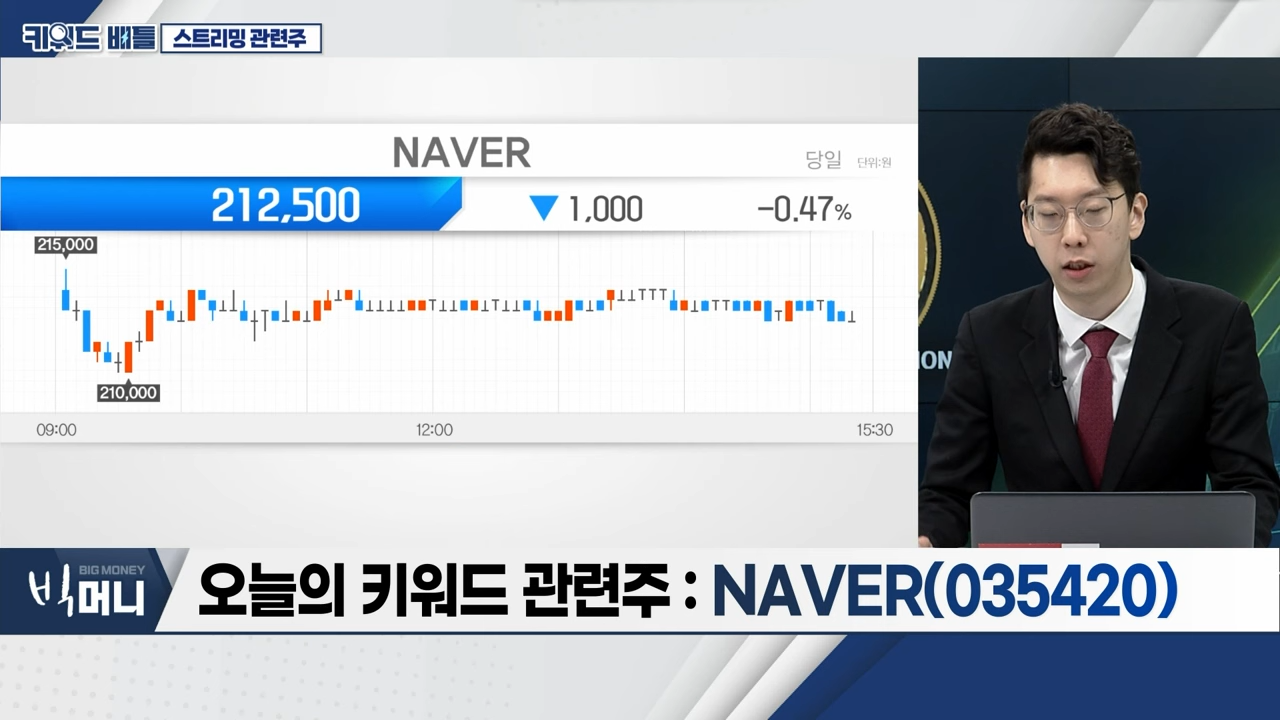 키워드 배틀 스트리밍 관련주
NAVER
당일 단위:원
212,500 ▼ 1,000 -0.47%
215,000
210,000
09:00 12:00 15:30
ION
BIG MONEY
빅머니
오늘의 키워드 관련주 : NAVER(035420)